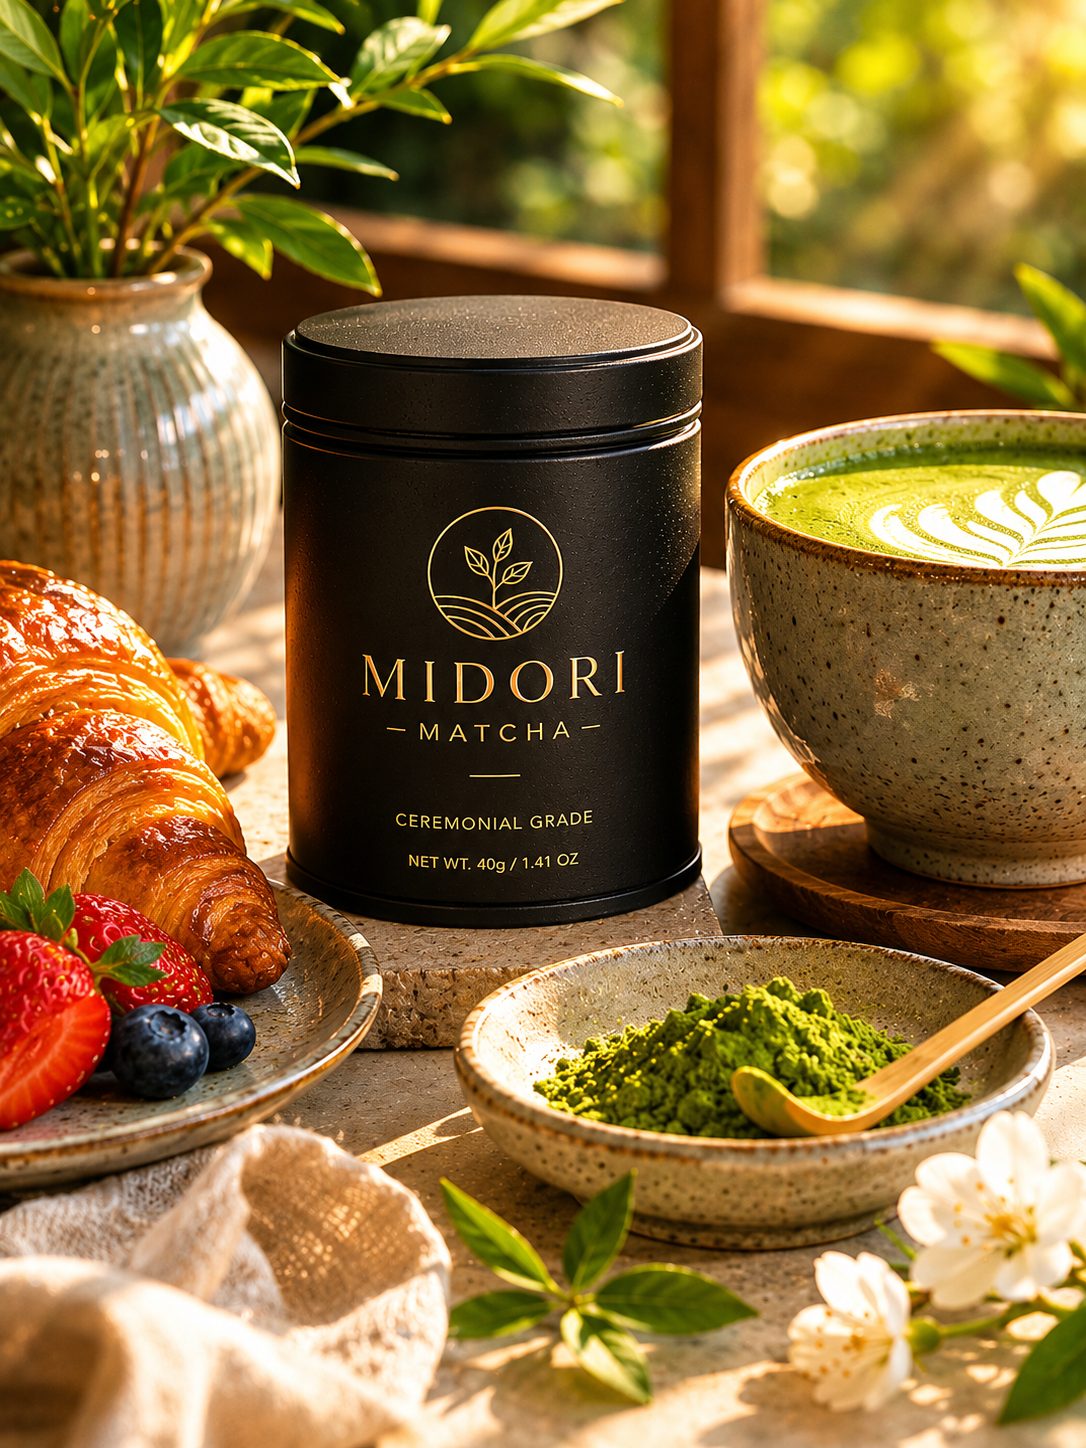 MIDORI
– MATCHA –
CEREMONIAL GRADE
NET WT. 40g / 1.41 OZ